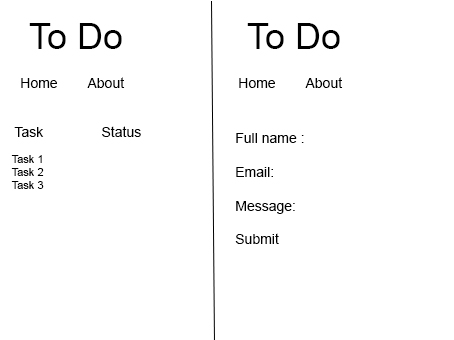 To Do
Home About
Task Status
Task 1
Task 2
Task 3
To Do
Home About
Full name :
Email:
Message:
Submit